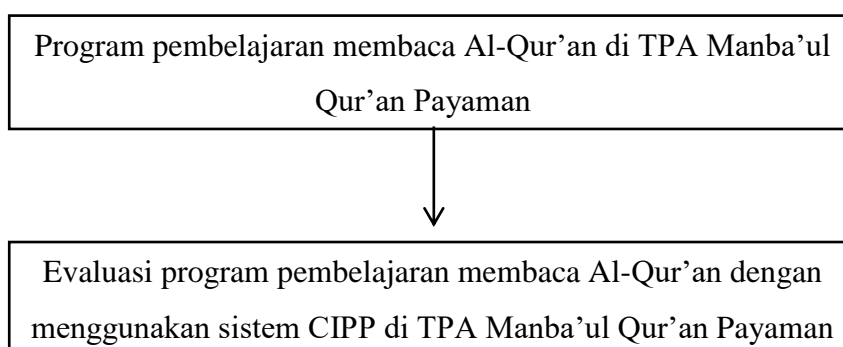 Program pembelajaran membaca Al-Qur’an di TPA Manba’ul
Qur’an Payaman
Evaluasi program pembelajaran membaca Al-Qur’an dengan
menggunakan sistem CIPP di TPA Manba’ul Qur’an Payaman